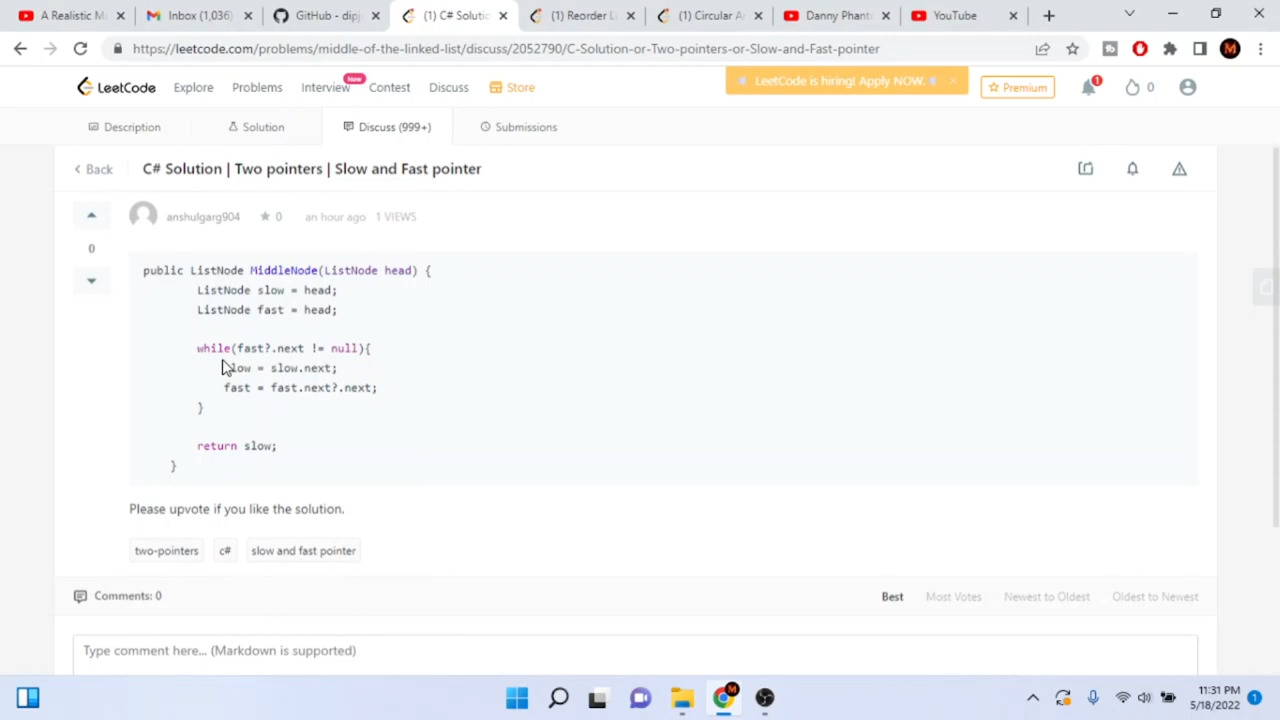 A Realistic M
Inbox (1,036)
GitHub - dipj
(1) C# Soluti
(1) Reorder L
(1) Circular A
Danny Phant
YouTube
https://leetcode.com/problems/middle-of-the-linked-list/discuss/2052790/C-Solution-or-Two-pointers-or-Slow-and-Fast-pointer
M
LeetCode
Explore
Problems
Interview
New
Contest
Discuss
Store
LeetCode is hiring! Apply NOW.
Premium
1
0
Description
Solution
Discuss (999+)
Submissions
Back
C# Solution | Two pointers | Slow and Fast pointer
anshulgarg904
0
an hour ago
1 VIEWS
0
public ListNode MiddleNode(ListNode head) {
ListNode slow = head;
ListNode fast = head;
while(fast?.next != null){
slow = slow.next;
fast = fast.next?.next;
}
return slow;
}
Please upvote if you like the solution.
two-pointers
c#
slow and fast pointer
Comments: 0
Best
Most Votes
Newest to Oldest
Oldest to Newest
Type comment here... (Markdown is supported)
M
11:31 PM
5/18/2022
1